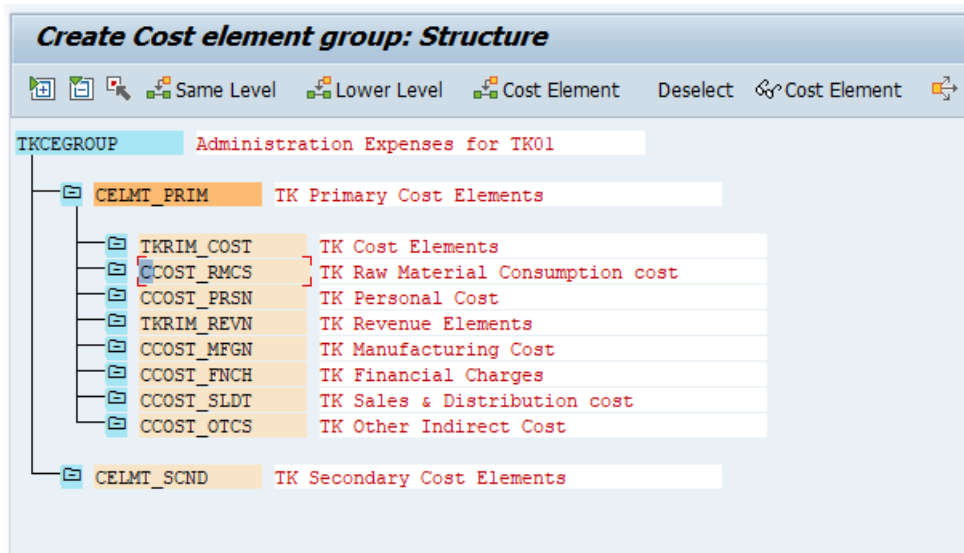 Create Cost element group: Structure
Same Level Lower Level Cost Element Deselect Cost Element
TKCEGROUP Administration Expenses for TK01
CELMT_PRIM TK Primary Cost Elements
TKRIM_COST TK Cost Elements
CCOST_RMCS TK Raw Material Consumption cost
CCOST_PRSN TK Personal Cost
TKRIM_REVN TK Revenue Elements
CCOST_MFGN TK Manufacturing Cost
CCOST_FNCH TK Financial Charges
CCOST_SLDT TK Sales & Distribution cost
CCOST_OTCS TK Other Indirect Cost
CELMT_SCND TK Secondary Cost Elements